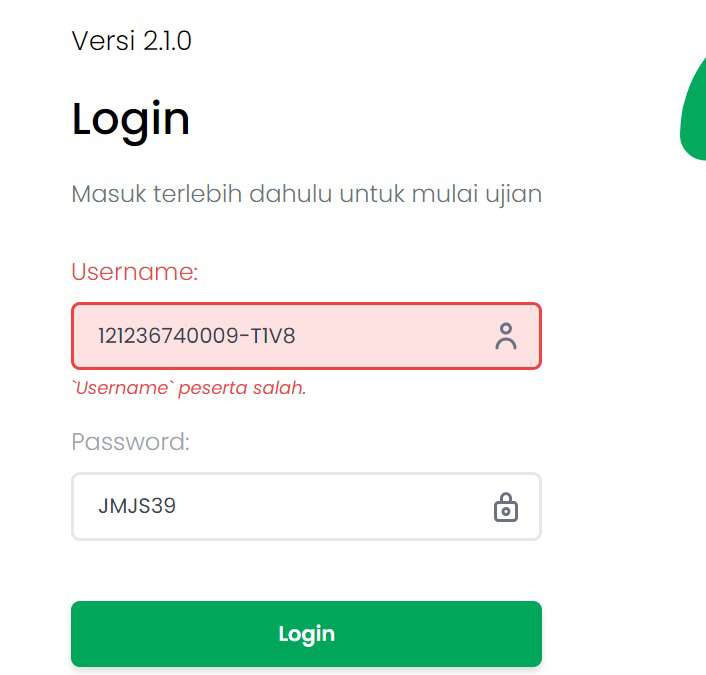 Versi 2.1.0
Login
Masuk terlebih dahulu untuk mulai ujian
Username:
121236740009-T1V8
`Username` peserta salah.
Password:
JMJS39
Login